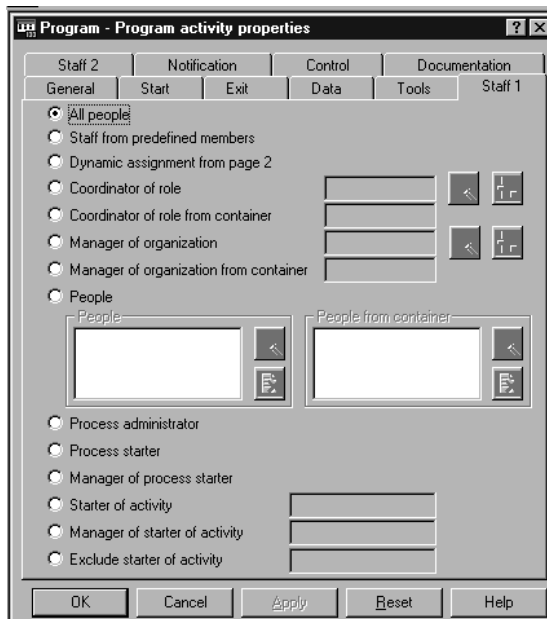 Program - Program activity properties
Staff 2 Notification Control Documentation
General Start Exit Data Tools Staff 1
All people
Staff from predefined members
Dynamic assignment from page 2
Coordinator of role
Coordinator of role from container
Manager of organization
Manager of organization from container
People
People People from container
Process administrator
Process starter
Manager of process starter
Starter of activity
Manager of starter of activity
Exclude starter of activity
OK Cancel Apply Reset Help